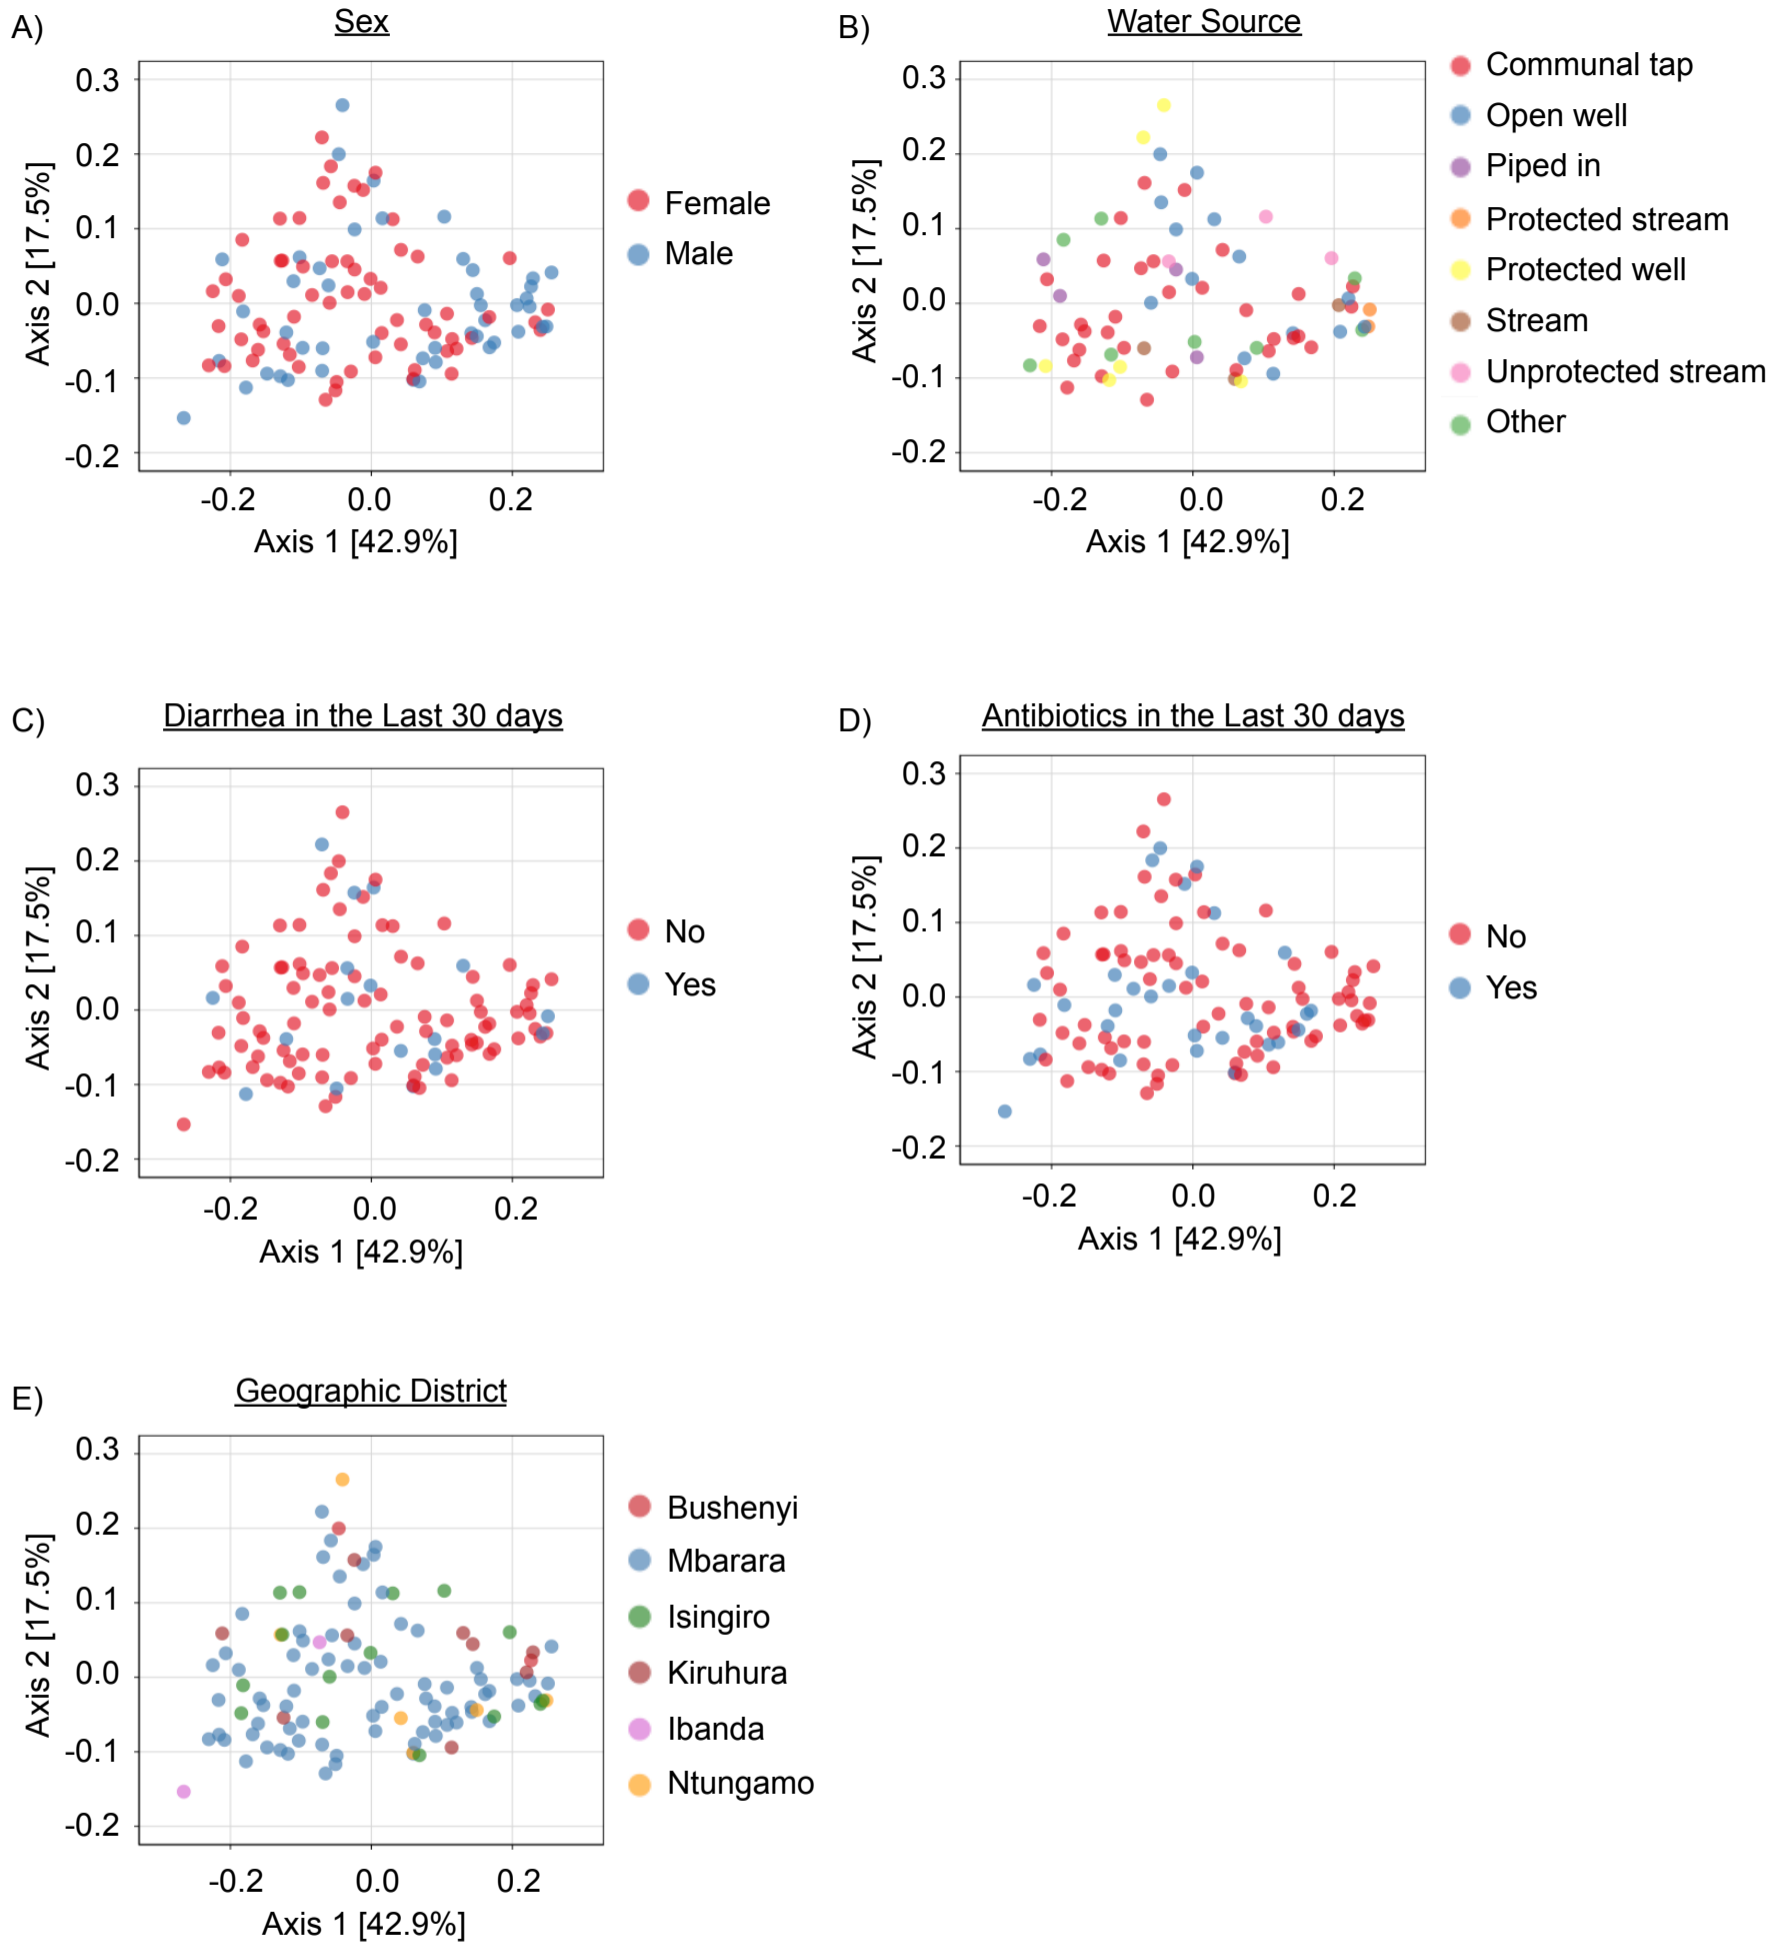 A)
Sex
0.3
0.2
0.1
0.0
-0.1
-0.2
Axis 2 [17.5%]
-0.2 0.0 0.2
Axis 1 [42.9%]
Female
Male
B)
Water Source
0.3
0.2
0.1
0.0
-0.1
-0.2
Axis 2 [17.5%]
-0.2 0.0 0.2
Axis 1 [42.9%]
Communal tap
Open well
Piped in
Protected stream
Protected well
Stream
Unprotected stream
Other
C)
Diarrhea in the Last 30 days
0.3
0.2
0.1
0.0
-0.1
-0.2
Axis 2 [17.5%]
-0.2 0.0 0.2
Axis 1 [42.9%]
No
Yes
D)
Antibiotics in the Last 30 days
0.3
0.2
0.1
0.0
-0.1
-0.2
Axis 2 [17.5%]
-0.2 0.0 0.2
Axis 1 [42.9%]
No
Yes
E)
Geographic District
0.3
0.2
0.1
0.0
-0.1
-0.2
Axis 2 [17.5%]
-0.2 0.0 0.2
Axis 1 [42.9%]
Bushenyi
Mbarara
Isingiro
Kiruhura
Ibanda
Ntungamo